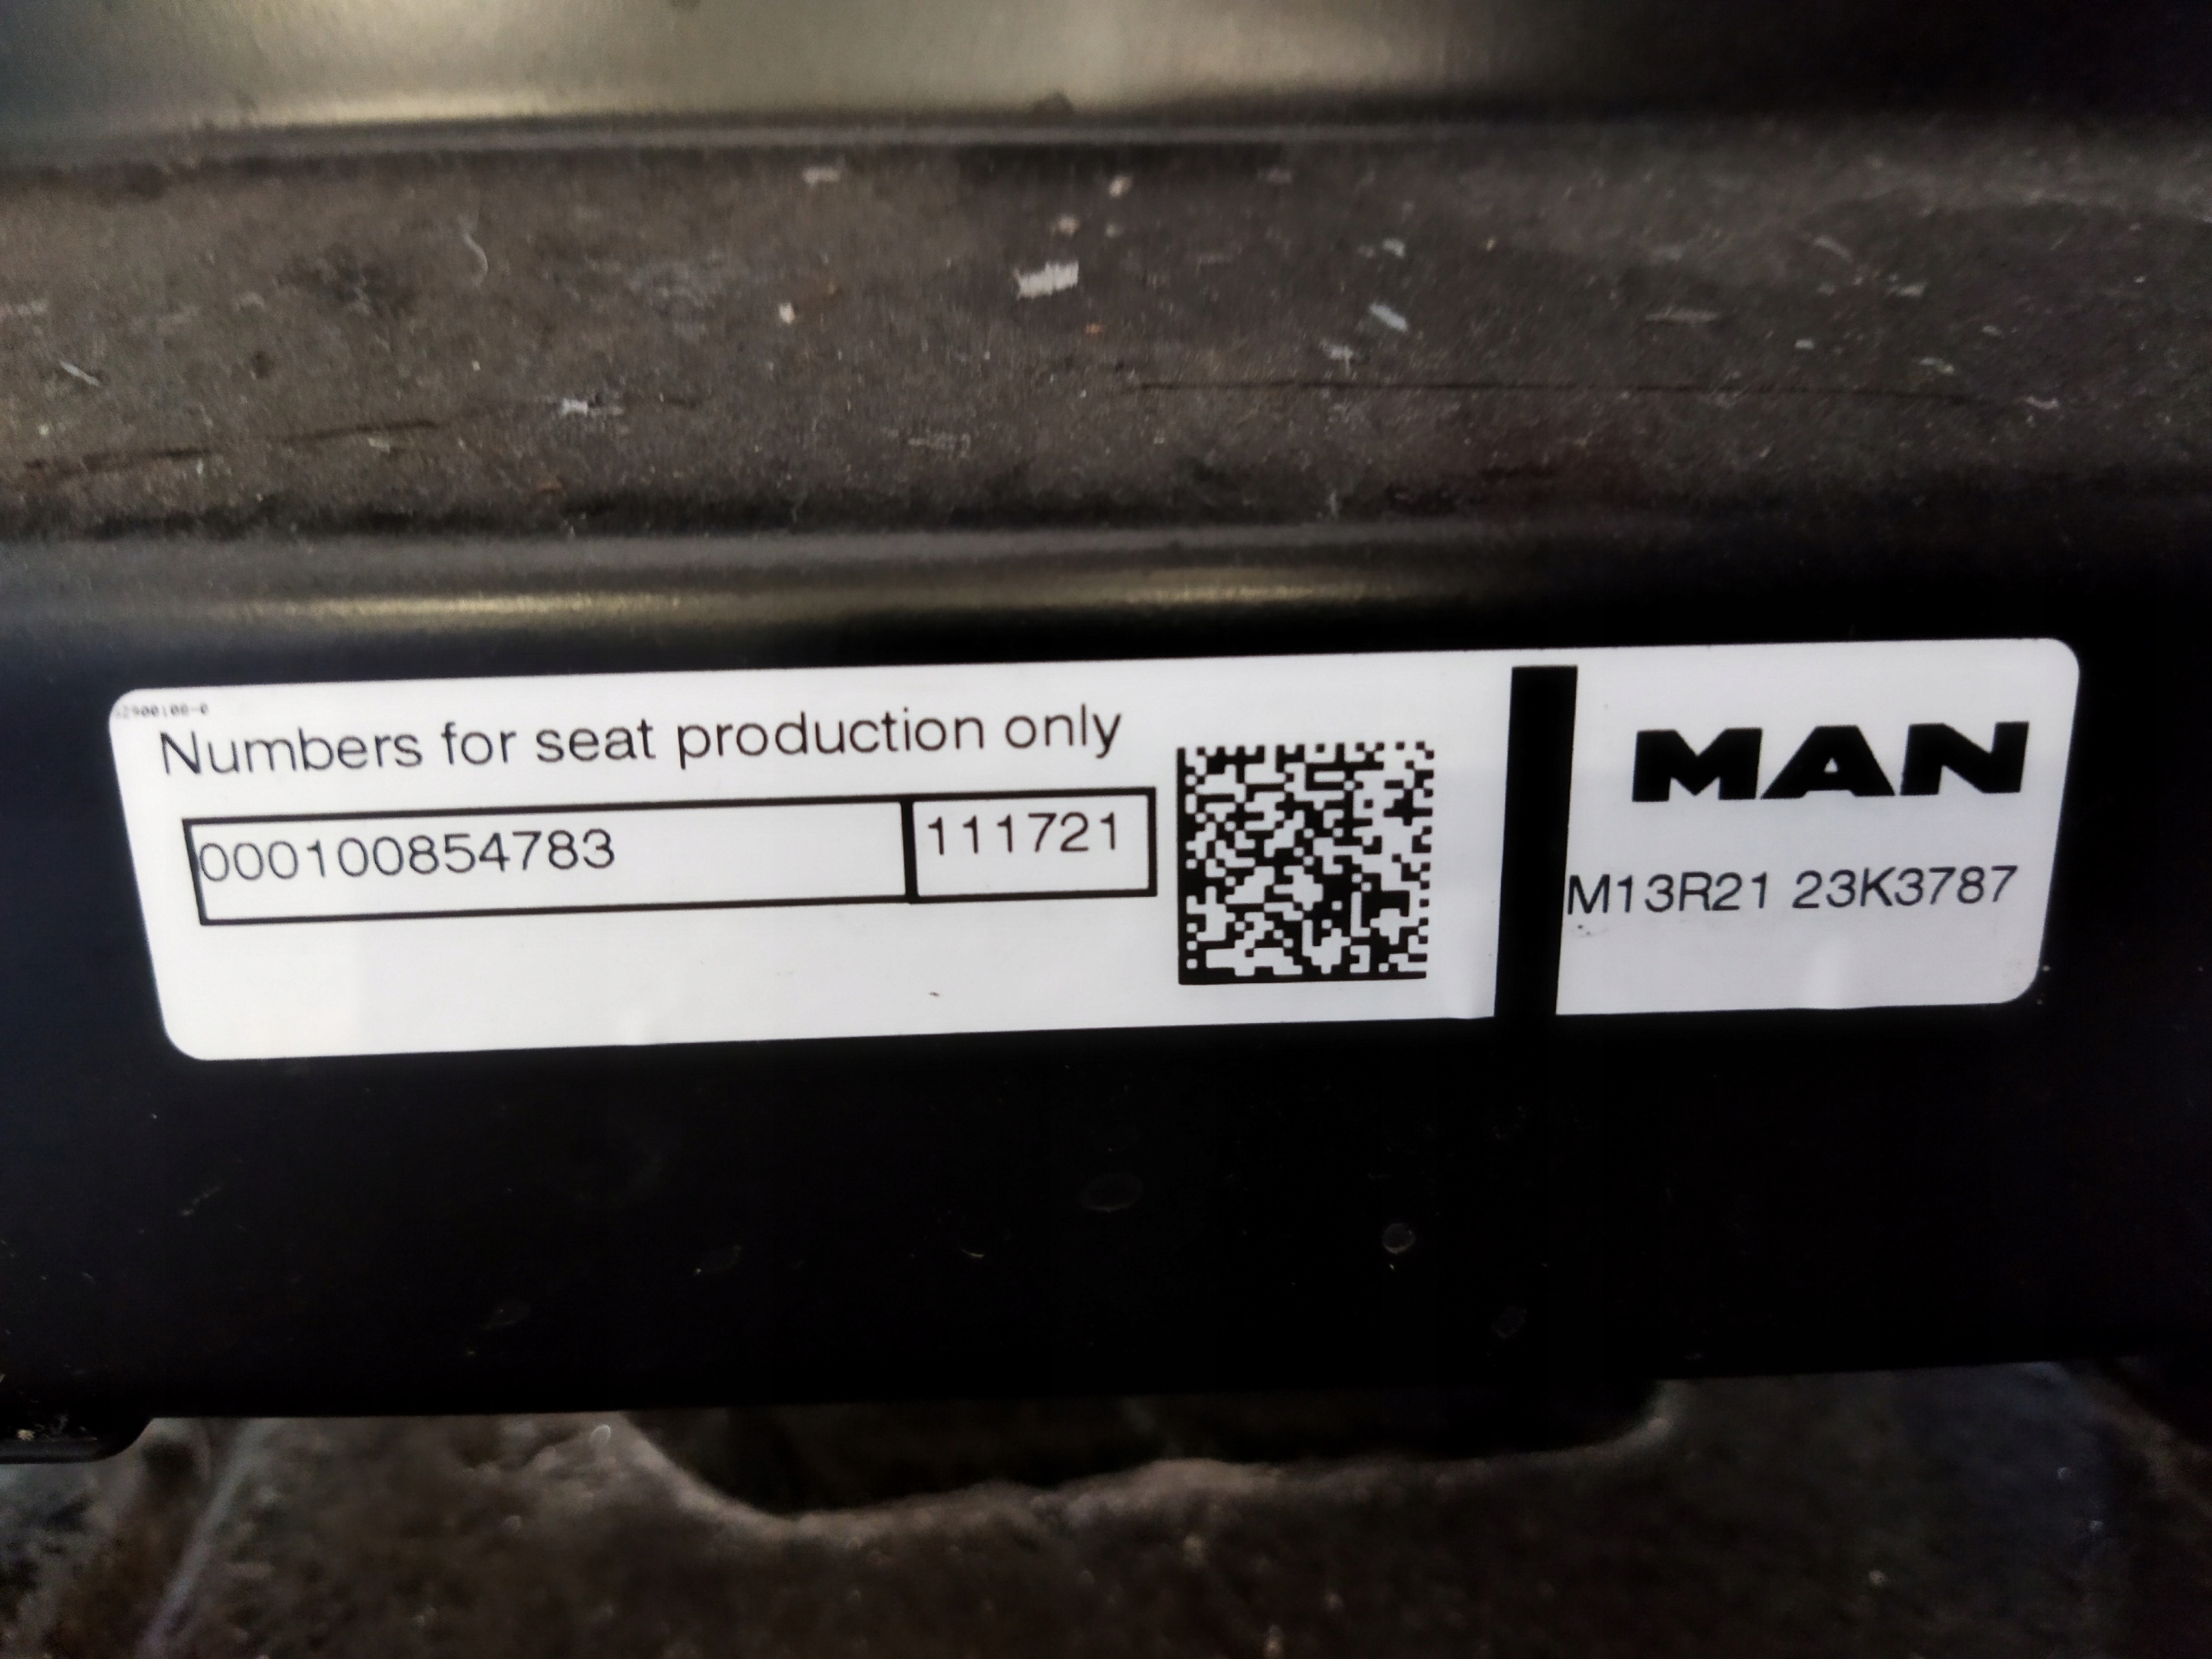 Numbers for seat production only
000100854783 111721
MAN
M13R21 23K3787